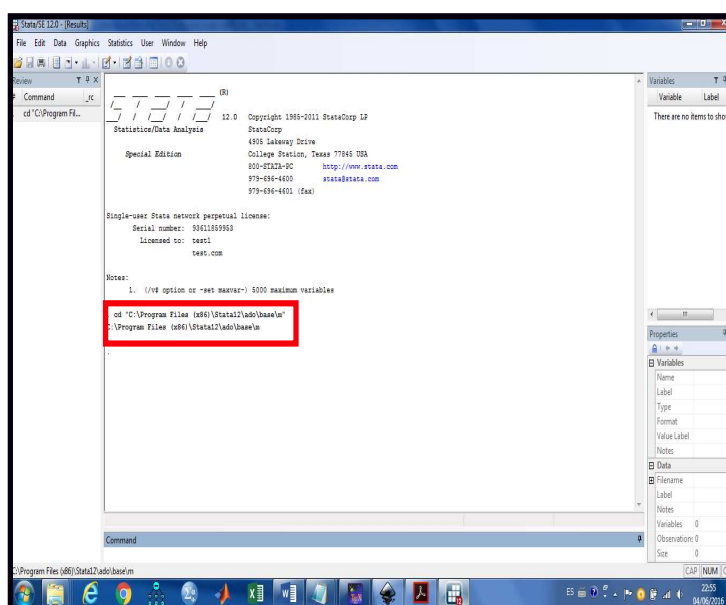 Stata/SE 12.0 - [Results]
File Edit Data Graphics Statistics User Window Help
Review
Variables
Command _rc
cd "C:\Program Fil...
Variable Label
There are no items to show
(R)
12.0 Copyright 1985-2011 StataCorp LP
Statistics/Data Analysis StataCorp
4905 Lakeway Drive
Special Edition College Station, Texas 77845 USA
800-STATA-PC http://www.stata.com
979-696-4600 stata@stata.com
979-696-4601 (fax)
Single-user Stata network perpetual license:
Serial number: 93611859953
Licensed to: test1
test.com
Notes:
1. (/v# option or -set maxvar-) 5000 maximum variables
. cd "C:\Program Files (x86)\Stata12\ado\base\m"
C:\Program Files (x86)\Stata12\ado\base\m
.
Properties
Variables
Name
Label
Type
Format
Value Label
Notes
Data
Filename
Label
Notes
Variables 0
Observations 0
Size 0
Command
C:\Program Files (x86)\Stata12\ado\base\m
CAP NUM
ES
22:55
04/06/2016